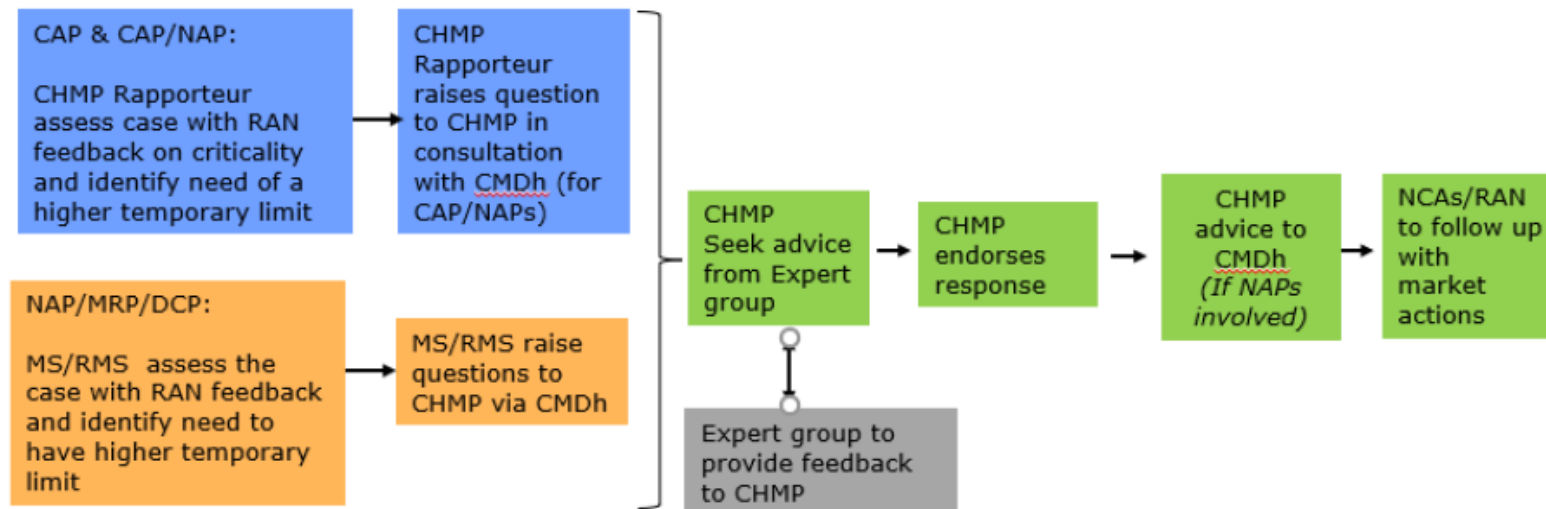 CAP & CAP/NAP:
CHMP Rapporteur
assess case with RAN
feedback on criticality
and identify need of a
higher temporary limit
CHMP
Rapporteur
raises question
to CHMP in
consultation
with CMDh (for
CAP/NAPs)
NAP/MRP/DCP:
MS/RMS assess the
case with RAN feedback
and identify need to
have higher temporary
limit
MS/RMS raise
questions to
CHMP via CMDh
CHMP
Seek advice
from Expert
group
Expert group to
provide feedback
to CHMP
CHMP
endorses
response
CHMP
advice to
CMDh
(If NAPs
involved)
NCAs/RAN
to follow up
with
market
actions